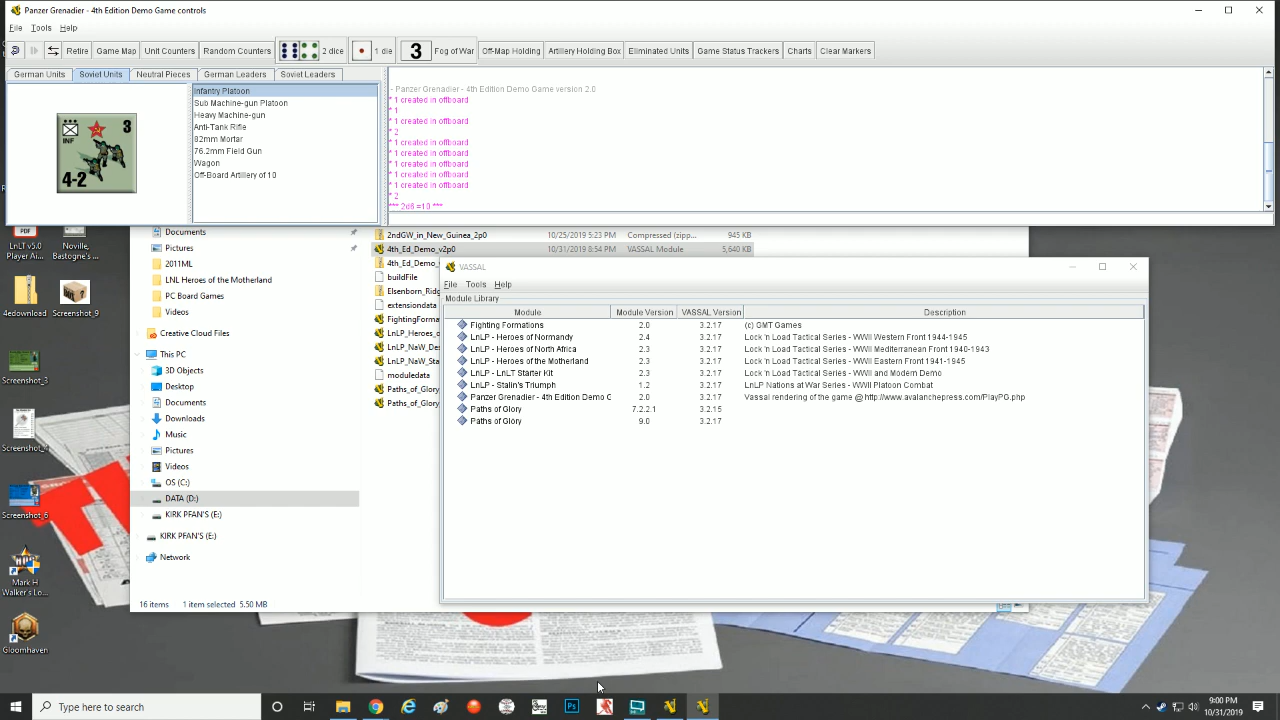 Panzer Grenadier - 4th Edition Demo Game controls
File Tools Help
Retire Game Map Unit Counters Random Counters 2 dice 1 die 3 Fog of War Off-Map Holding Artillery Holding Box Eliminated Units Game Status Trackers Charts Clear Markers
German Units Soviet Units Neutral Pieces German Leaders Soviet Leaders
3
INF
4-2
Infantry Platoon
Sub Machine-gun Platoon
Heavy Machine-gun
Anti-Tank Rifle
82mm Mortar
76.2mm Field Gun
Wagon
Off-Board Artillery of 10
- Panzer Grenadier - 4th Edition Demo Game version 2.0
* 1 created in offboard
* 1
* 1 created in offboard
* 2
* 1 created in offboard
* 1 created in offboard
* 1 created in offboard
* 1 created in offboard
* 1 created in offboard
* 2
*** 2d6 =10 ***
LnLT v5.0
Player Ai...
Noville,
Bastogne's ...
4edownload
Screenshot_9
Screenshot_3
Screenshot_4
Screenshot_6
Mark H
Walker's Lo...
Gloomhaven
Documents
Pictures
2011ML
LNL Heroes of the Motherland
PC Board Games
Videos
Creative Cloud Files
This PC
3D Objects
Desktop
Documents
Downloads
Music
Pictures
Videos
OS (C:)
DATA (D:)
KIRK PFAN'S (E:)
KIRK PFAN'S (E:)
Network
16 items 1 item selected 5.50 MB
2ndGW_in_New_Guinea_2p0 10/25/2019 5:23 PM Compressed (zipp... 945 KB
4th_Ed_Demo_v2p0 10/31/2019 8:54 PM VASSAL Module 5,640 KB
4th_Ed_Demo_
buildFile
Elsenborn_Ridg
extensiondata
FightingForma
LnLP_Heroes_o
LnLP_NaW_De
LnLP_NaW_Sta
moduledata
Paths_of_Glory
Paths_of_Glory
VASSAL
File Tools Help
Module Library
Module Module Version VASSAL Version Description
Fighting Formations 2.0 3.2.17 (c) GMT Games
LnLP - Heroes of Normandy 2.4 3.2.17 Lock 'n Load Tactical Series - WWII Western Front 1944-1945
LnLP - Heroes of North Africa 2.3 3.2.17 Lock 'n Load Tactical Series - WWII Mediterranean Front 1940-1943
LnLP - Heroes of the Motherland 2.3 3.2.17 Lock 'n Load Tactical Series - WWII Eastern Front 1941-1945
LnLP - LnLT Starter Kit 2.3 3.2.17 Lock 'n Load Tactical Series - WWII and Modern Demo
LnLP - Stalin's Triumph 1.2 3.2.17 LnLP Nations at War Series - WWII Platoon Combat
Panzer Grenadier - 4th Edition Demo G 2.0 3.2.17 Vassal rendering of the game @ http://www.avalanchepress.com/PlayPG.php
Paths of Glory 7.2.2.1 3.2.15
Paths of Glory 9.0 3.2.17
Type here to search
Ps
9:00 PM
10/31/2019